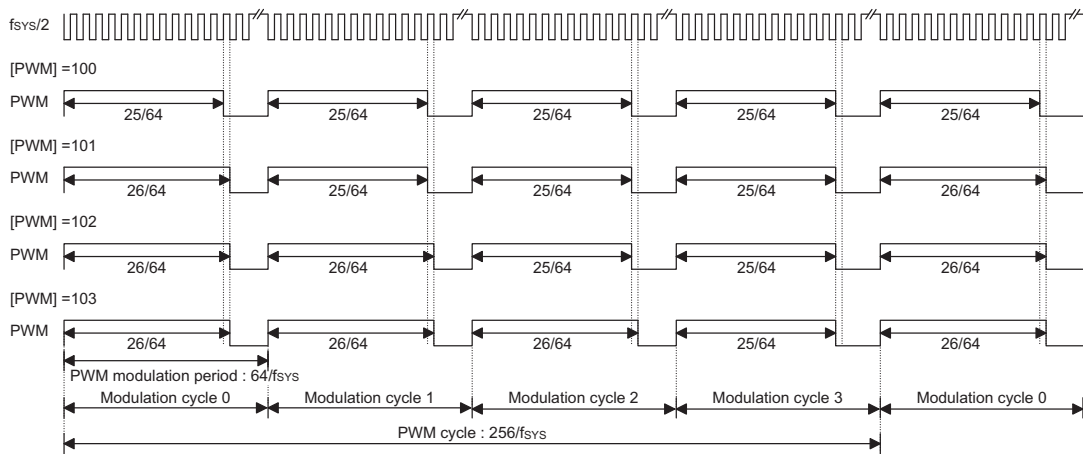 fSYS/2
[PWM] =100
PWM
25/64 25/64 25/64 25/64 25/64
[PWM] =101
PWM
26/64 25/64 25/64 25/64 26/64
[PWM] =102
PWM
26/64 26/64 25/64 25/64 26/64
[PWM] =103
PWM
26/64 26/64 26/64 25/64 26/64
PWM modulation period : 64/fSYS
Modulation cycle 0 Modulation cycle 1 Modulation cycle 2 Modulation cycle 3 Modulation cycle 0
PWM cycle : 256/fSYS